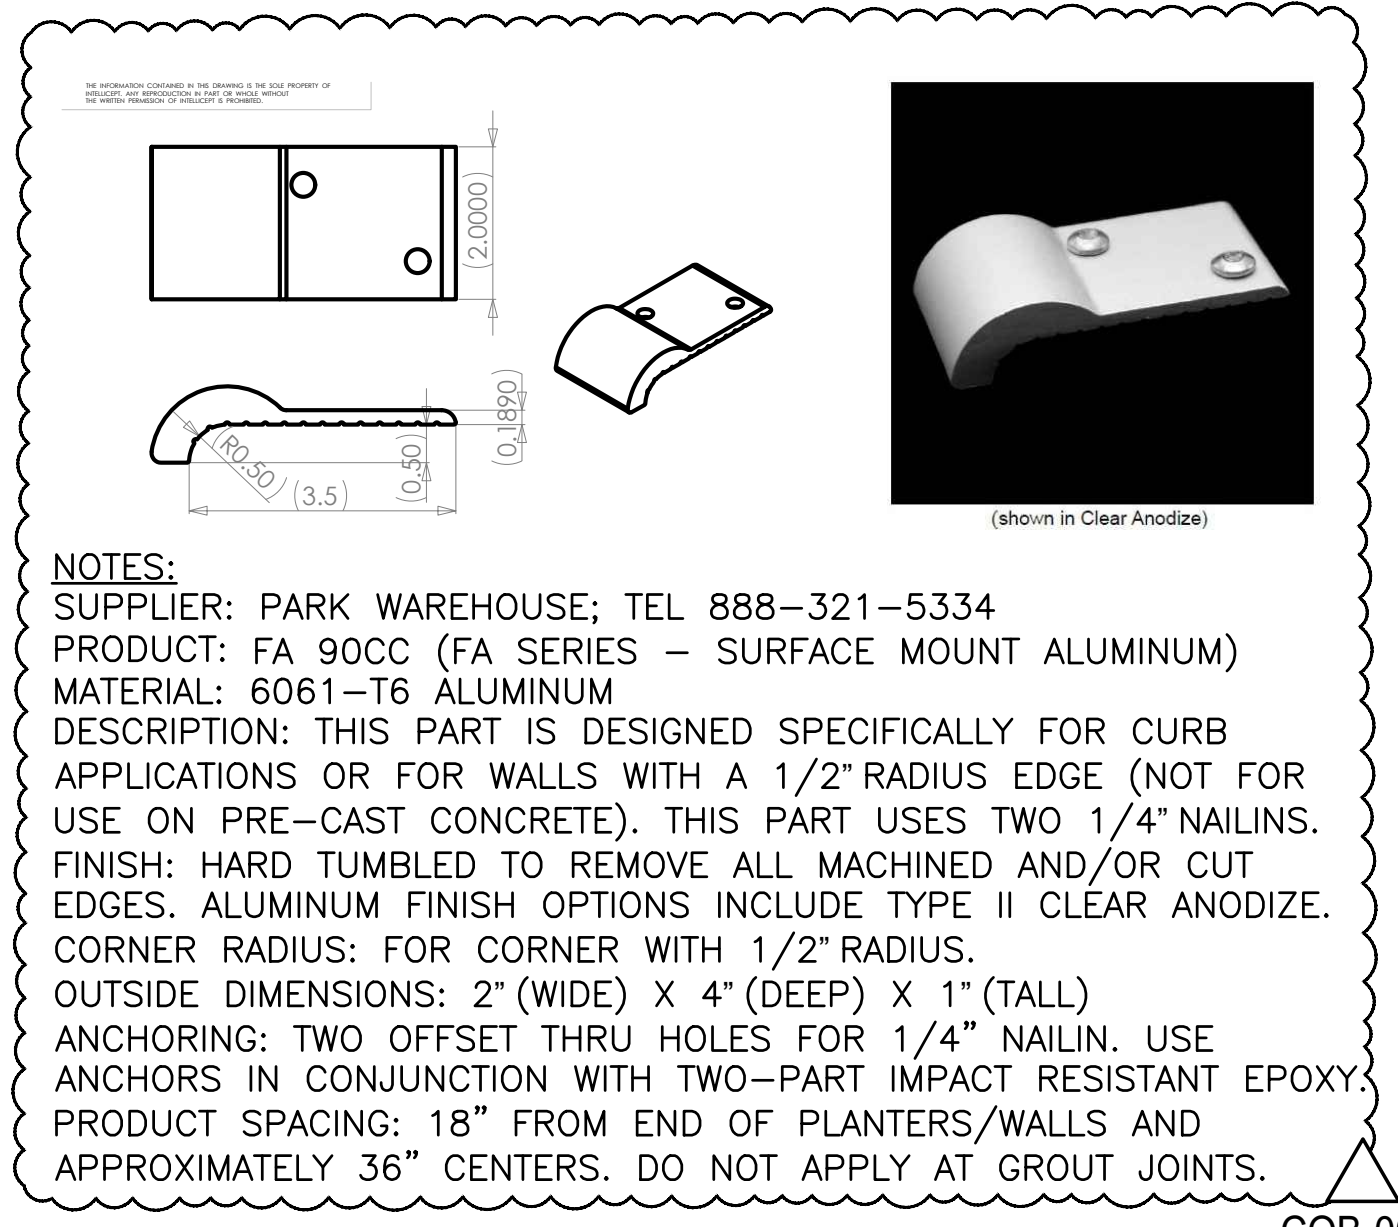 THE INFORMATION CONTAINED IN THIS DRAWING IS THE SOLE PROPERTY OF
INTELLICEPT. ANY REPRODUCTION IN PART OR WHOLE WITHOUT
THE WRITTEN PERMISSION OF INTELLICEPT IS PROHIBITED.
(2.0000)
(0.1890)
(R0.50)
(0.50)
(3.5)
(shown in Clear Anodize)
NOTES:
SUPPLIER: PARK WAREHOUSE; TEL 888-321-5334
PRODUCT: FA 90CC (FA SERIES - SURFACE MOUNT ALUMINUM)
MATERIAL: 6061-T6 ALUMINUM
DESCRIPTION: THIS PART IS DESIGNED SPECIFICALLY FOR CURB
APPLICATIONS OR FOR WALLS WITH A 1/2" RADIUS EDGE (NOT FOR
USE ON PRE-CAST CONCRETE). THIS PART USES TWO 1/4" NAILINS.
FINISH: HARD TUMBLED TO REMOVE ALL MACHINED AND/OR CUT
EDGES. ALUMINUM FINISH OPTIONS INCLUDE TYPE II CLEAR ANODIZE.
CORNER RADIUS: FOR CORNER WITH 1/2" RADIUS.
OUTSIDE DIMENSIONS: 2" (WIDE) X 4" (DEEP) X 1" (TALL)
ANCHORING: TWO OFFSET THRU HOLES FOR 1/4" NAILIN. USE
ANCHORS IN CONJUNCTION WITH TWO-PART IMPACT RESISTANT EPOXY.
PRODUCT SPACING: 18" FROM END OF PLANTERS/WALLS AND
APPROXIMATELY 36" CENTERS. DO NOT APPLY AT GROUT JOINTS.